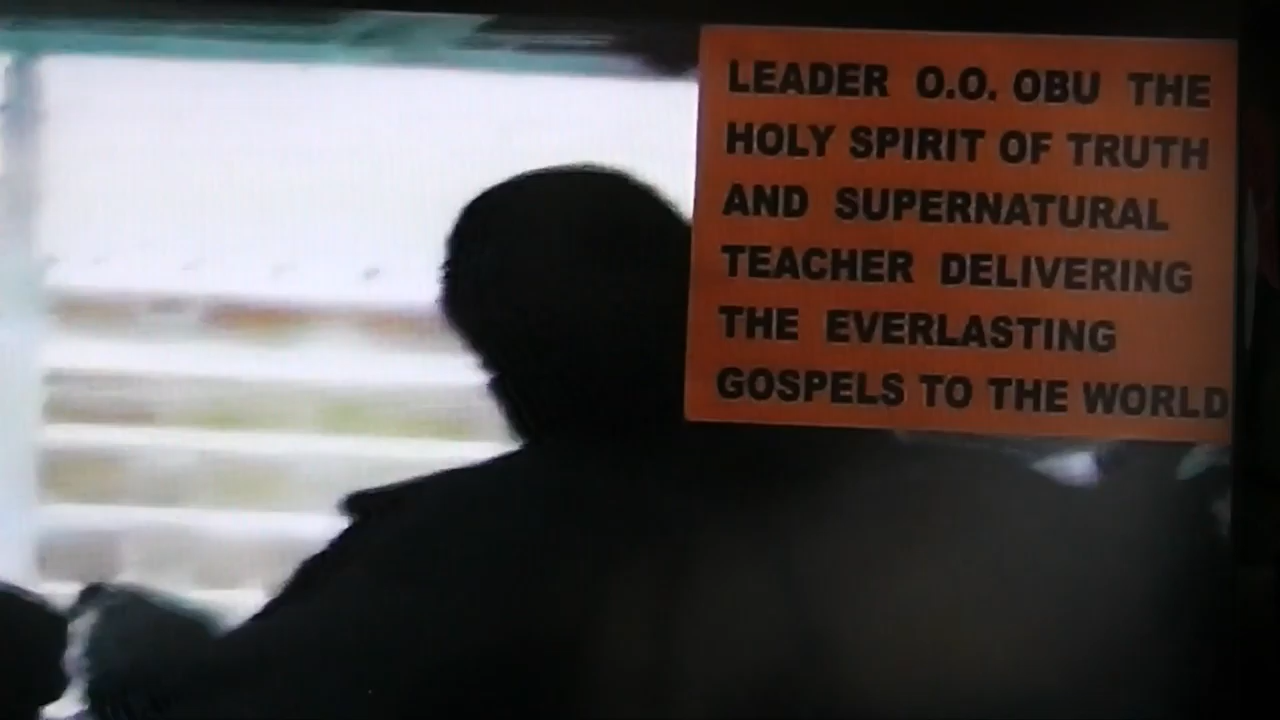 LEADER O.O. OBU THE
HOLY SPIRIT OF TRUTH
AND SUPERNATURAL
TEACHER DELIVERING
THE EVERLASTING
GOSPELS TO THE WORLD